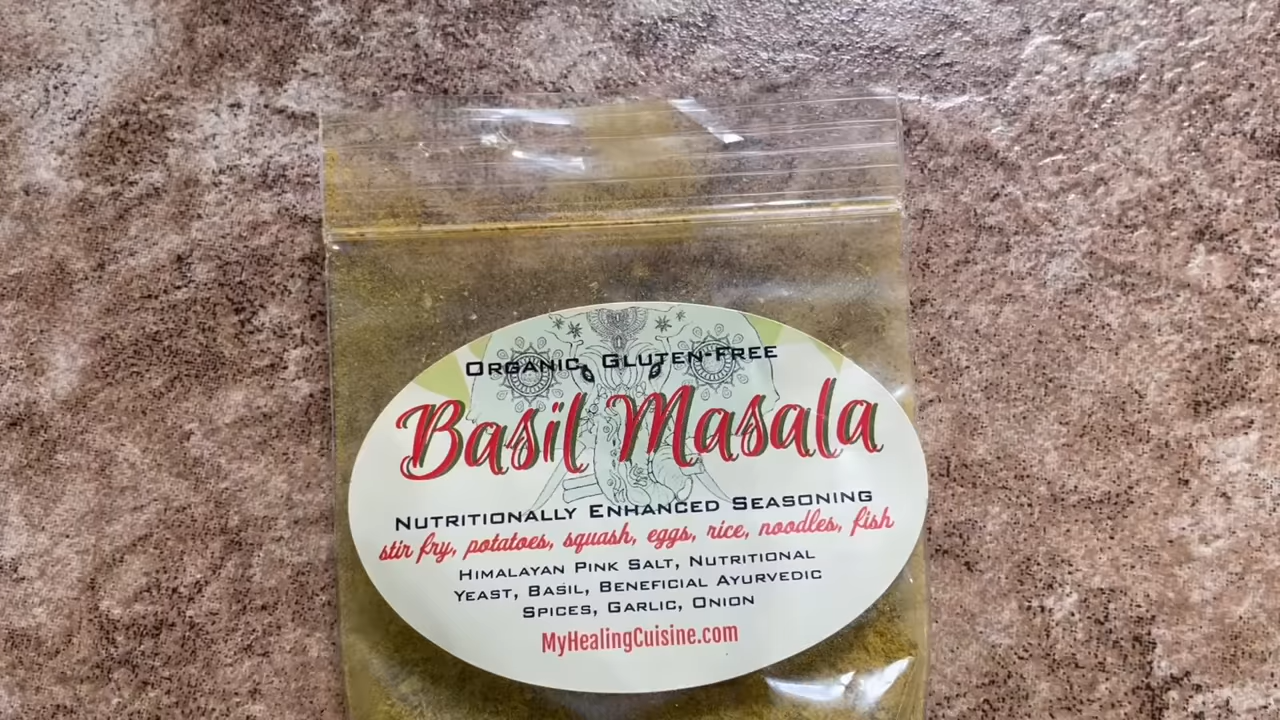 Organic, Gluten-Free
Basil Masala
Nutritionally Enhanced Seasoning
stir fry, potatoes, squash, eggs, rice, noodles, fish
Himalayan Pink Salt, Nutritional
Yeast, Basil, Beneficial Ayurvedic
Spices, Garlic, Onion
MyHealingCuisine.com